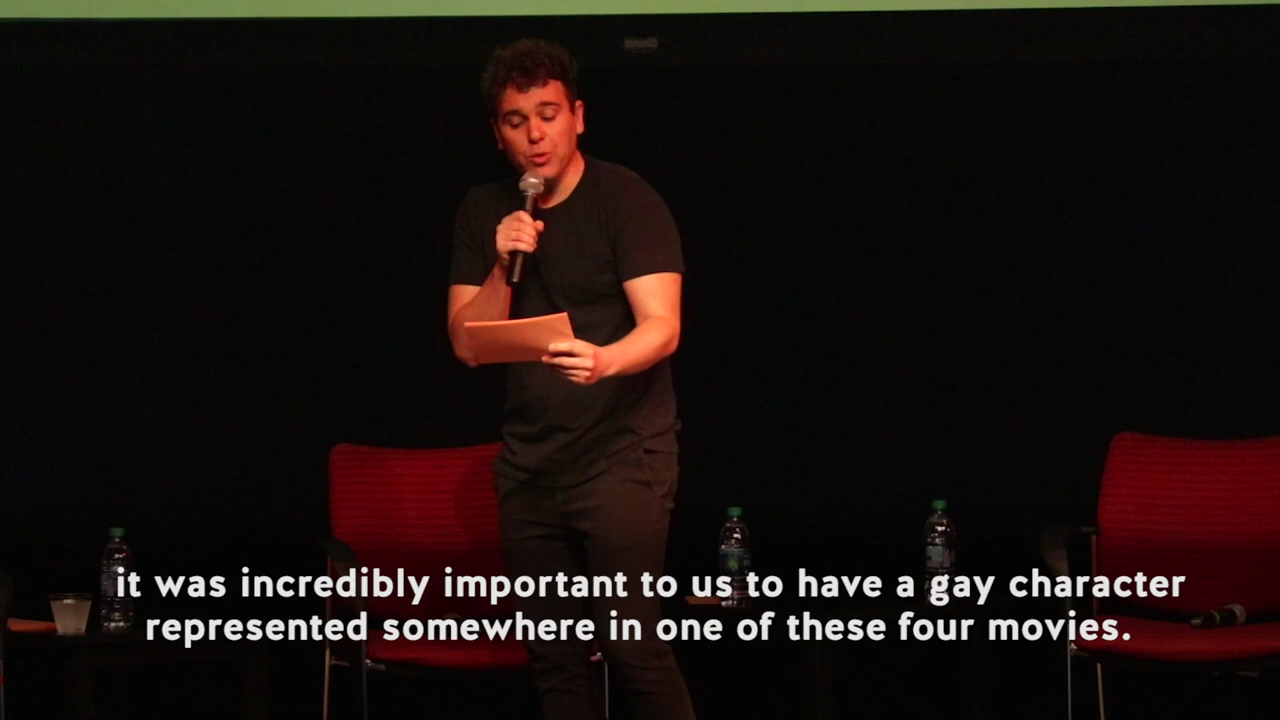 it was incredibly important to us to have a gay character
represented somewhere in one of these four movies.